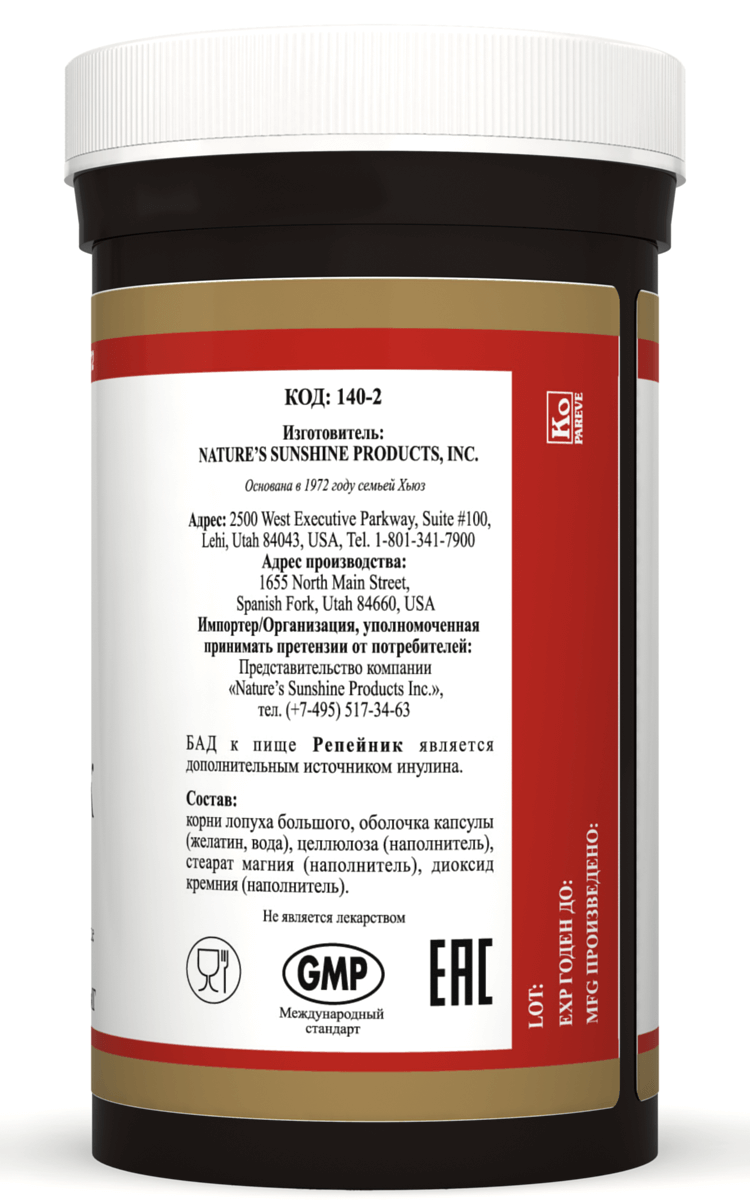 КОД: 140-2
Изготовитель:
NATURE'S SUNSHINE PRODUCTS, INC.
Основана в 1972 году семьей Хьюз
Адрес: 2500 West Executive Parkway, Suite #100,
Lehi, Utah 84043, USA, Tel. 1-801-341-7900
Адрес производства:
1655 North Main Street,
Spanish Fork, Utah 84660, USA
Импортер/Организация, уполномоченная
принимать претензии от потребителей:
Представительство компании
«Nature's Sunshine Products Inc.»,
тел. (+7-495) 517-34-63
БАД к пище Репейник является
дополнительным источником инулина.
Состав:
корни лопуха большого, оболочка капсулы
(желатин, вода), целлюлоза (наполнитель),
стеарат магния (наполнитель), диоксид
кремния (наполнитель).
Не является лекарством
GMP
Международный
стандарт
EAC
Ko
PAREVE
LOT:
EXP ГОДЕН ДО:
MFG ПРОИЗВЕДЕНО: